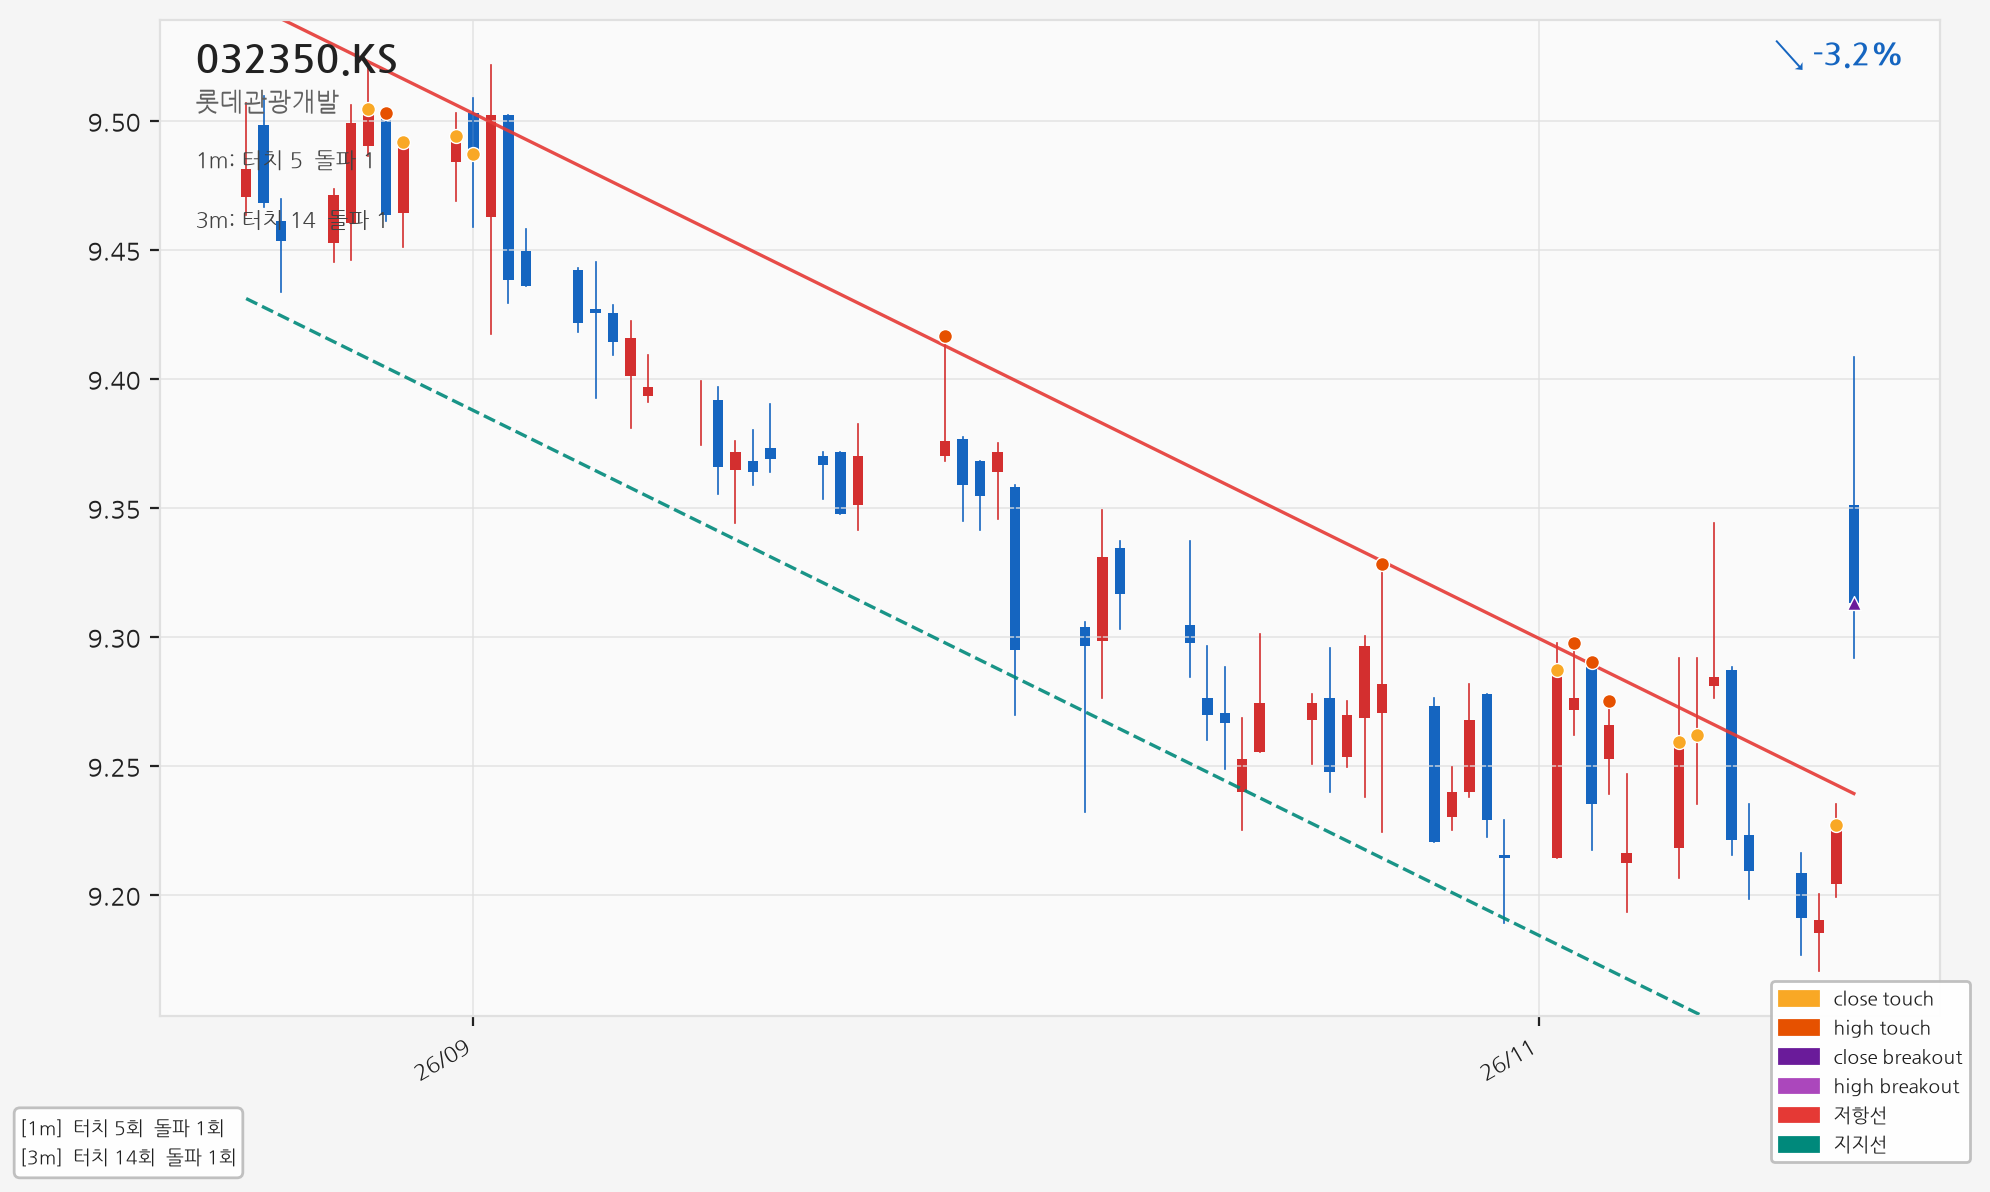 032350.KS
롯데관광개발
-3.2%
1m: 터치 5  돌파 1
3m: 터치 14  돌파 1
9.50
9.45
9.40
9.35
9.30
9.25
9.20
26/09
26/11
close touch
high touch
close breakout
high breakout
저항선
지지선
[1m]  터치 5회  돌파 1회
[3m]  터치 14회  돌파 1회